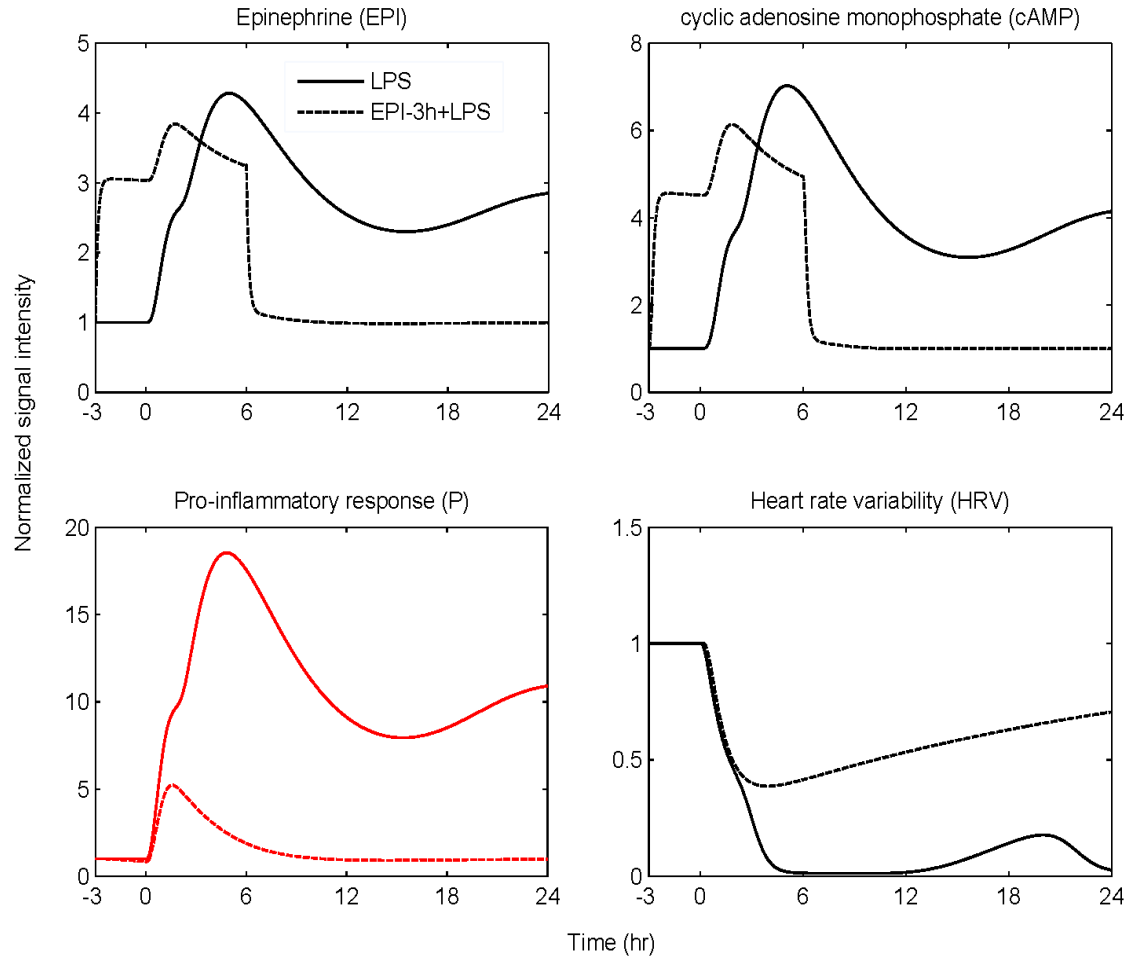 Epinephrine (EPI)
5
4
3
2
1
0
-3 0 6 12 18 24
LPS
EPI-3h+LPS
cyclic adenosine monophosphate (cAMP)
8
6
4
2
0
-3 0 6 12 18 24
Normalized signal intensity
Pro-inflammatory response (P)
20
15
10
5
0
-3 0 6 12 18 24
Heart rate variability (HRV)
1.5
1
0.5
0
-3 0 6 12 18 24
Time (hr)